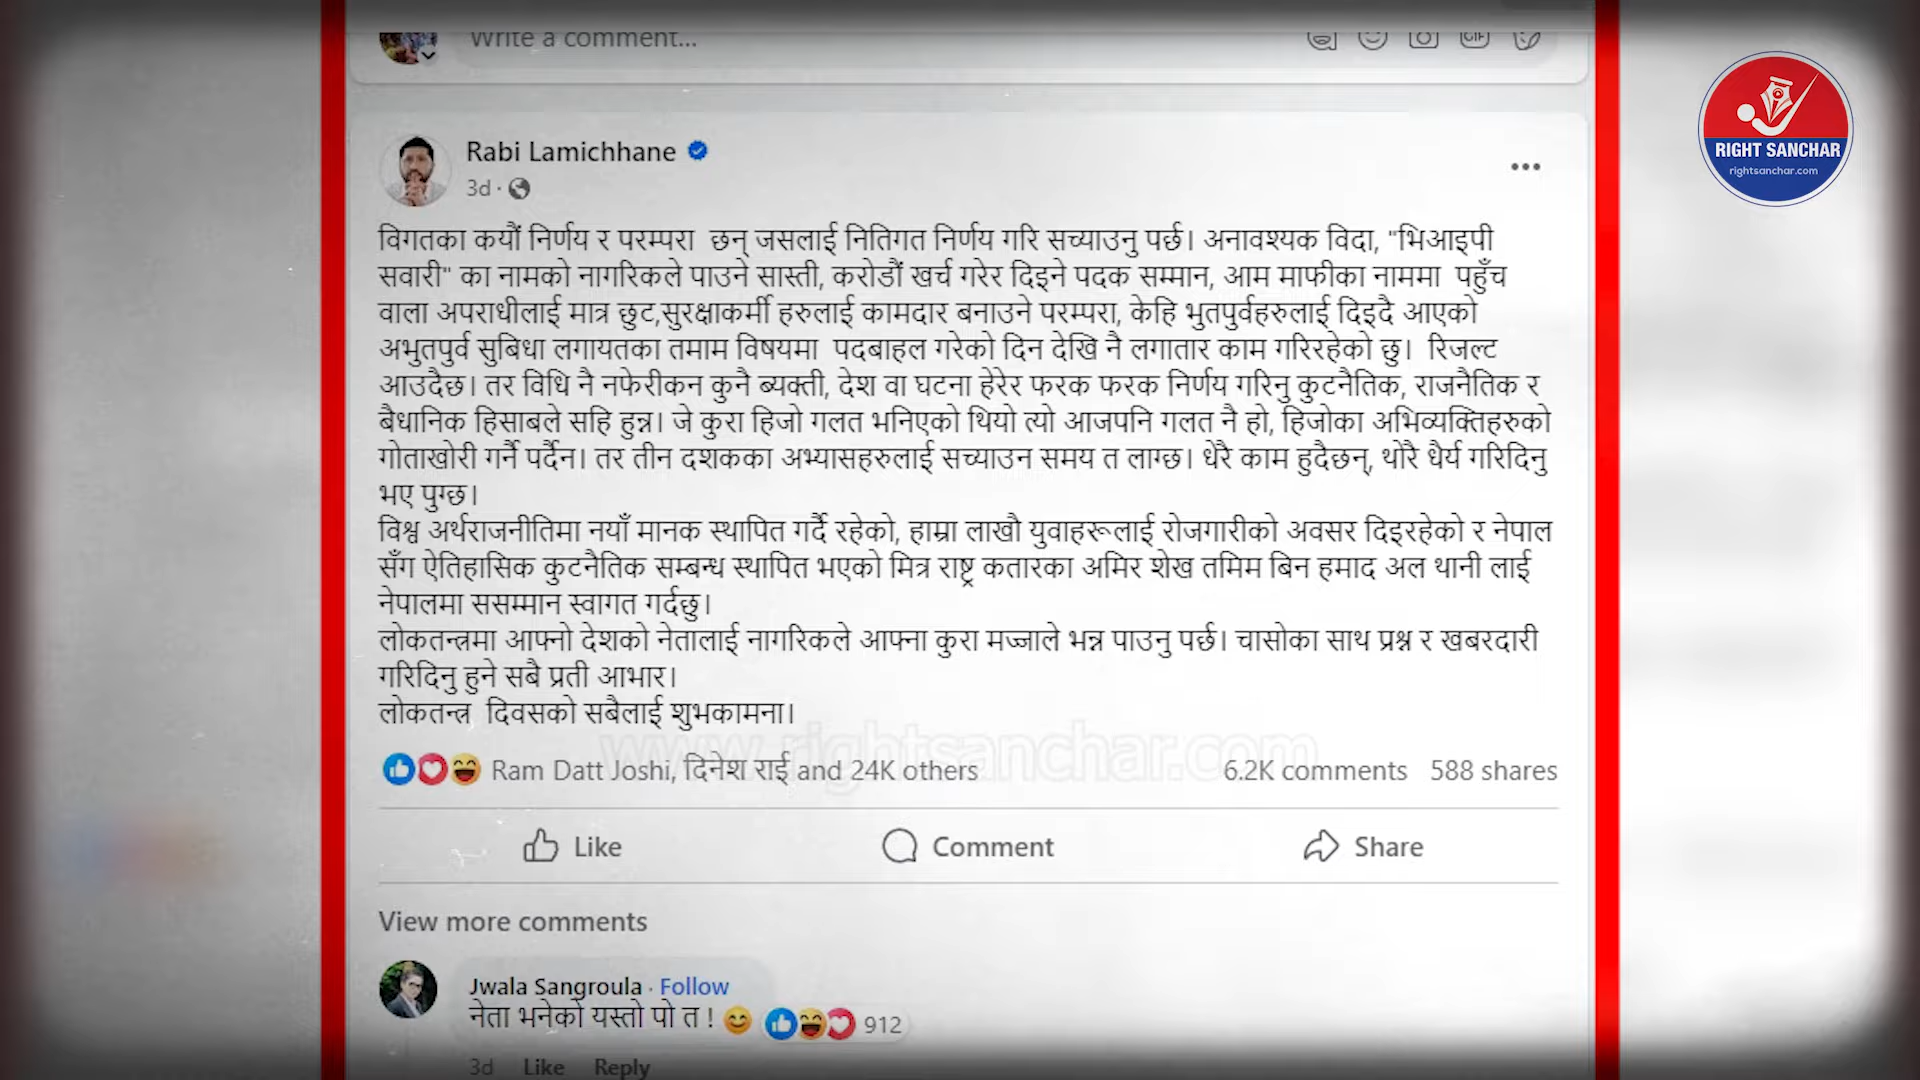 Write a comment...
RIGHT SANCHAR
rightsanchar.com
Rabi Lamichhane
3d ·
विगतका कयौं निर्णय र परम्परा छन् जसलाई नितिगत निर्णय गरि सच्याउनु पर्छ। अनावश्यक विदा, "भिआइपी
सवारी" का नामको नागरिकले पाउने सास्ती, करोडौं खर्च गरेर दिइने पदक सम्मान, आम माफीका नाममा पहुँच
वाला अपराधीलाई मात्र छुट,सुरक्षाकर्मी हरुलाई कामदार बनाउने परम्परा, केहि भुतपुर्वहरुलाई दिइदै आएको
अभुतपुर्व सुबिधा लगायतका तमाम विषयमा पदबाहल गरेको दिन देखि नै लगातार काम गरिरहेको छु। रिजल्ट
आउदैछ। तर विधि नै नफेरीकन कुनै ब्यक्ती, देश वा घटना हेरेर फरक फरक निर्णय गरिनु कुटनैतिक, राजनैतिक र
बैधानिक हिसाबले सहि हुन्न। जे कुरा हिजो गलत भनिएको थियो त्यो आजपनि गलत नै हो, हिजोका अभिव्यक्तिहरुको
गोताखोरी गर्नै पर्दैन। तर तीन दशकका अभ्यासहरुलाई सच्याउन समय त लाग्छ। धेरै काम हुदैछन्, थोरै धैर्य गरिदिनु
भए पुग्छ।
विश्व अर्थराजनीतिमा नयाँ मानक स्थापित गर्दै रहेको, हाम्रा लाखौ युवाहरूलाई रोजगारीको अवसर दिइरहेको र नेपाल
सँग ऐतिहासिक कुटनैतिक सम्बन्ध स्थापित भएको मित्र राष्ट्र कतारका अमिर शेख तमिम बिन हमाद अल थानी लाई
नेपालमा ससम्मान स्वागत गर्दछु।
लोकतन्त्रमा आफ्नो देशको नेतालाई नागरिकले आफ्ना कुरा मज्जाले भन्न पाउनु पर्छ। चासोका साथ प्रश्न र खबरदारी
गरिदिनु हुने सबै प्रती आभार।
लोकतन्त्र दिवसको सबैलाई शुभकामना।
www.rightsanchar.com
Ram Datt Joshi, दिनेश राई and 24K others 6.2K comments 588 shares
Like Comment Share
View more comments
Jwala Sangroula · Follow
नेता भनेको यस्तो पो त ! 😊 912
3d Like Reply